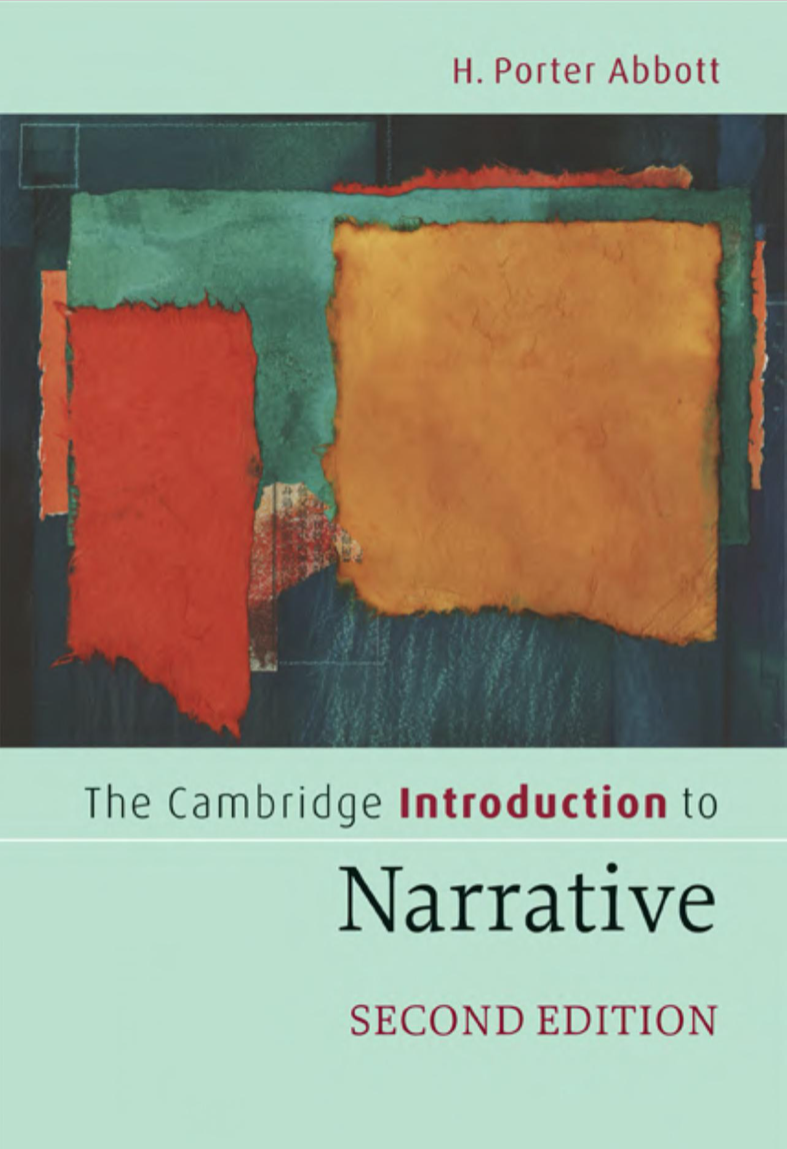 H. Porter Abbott
The Cambridge Introduction to
Narrative
SECOND EDITION